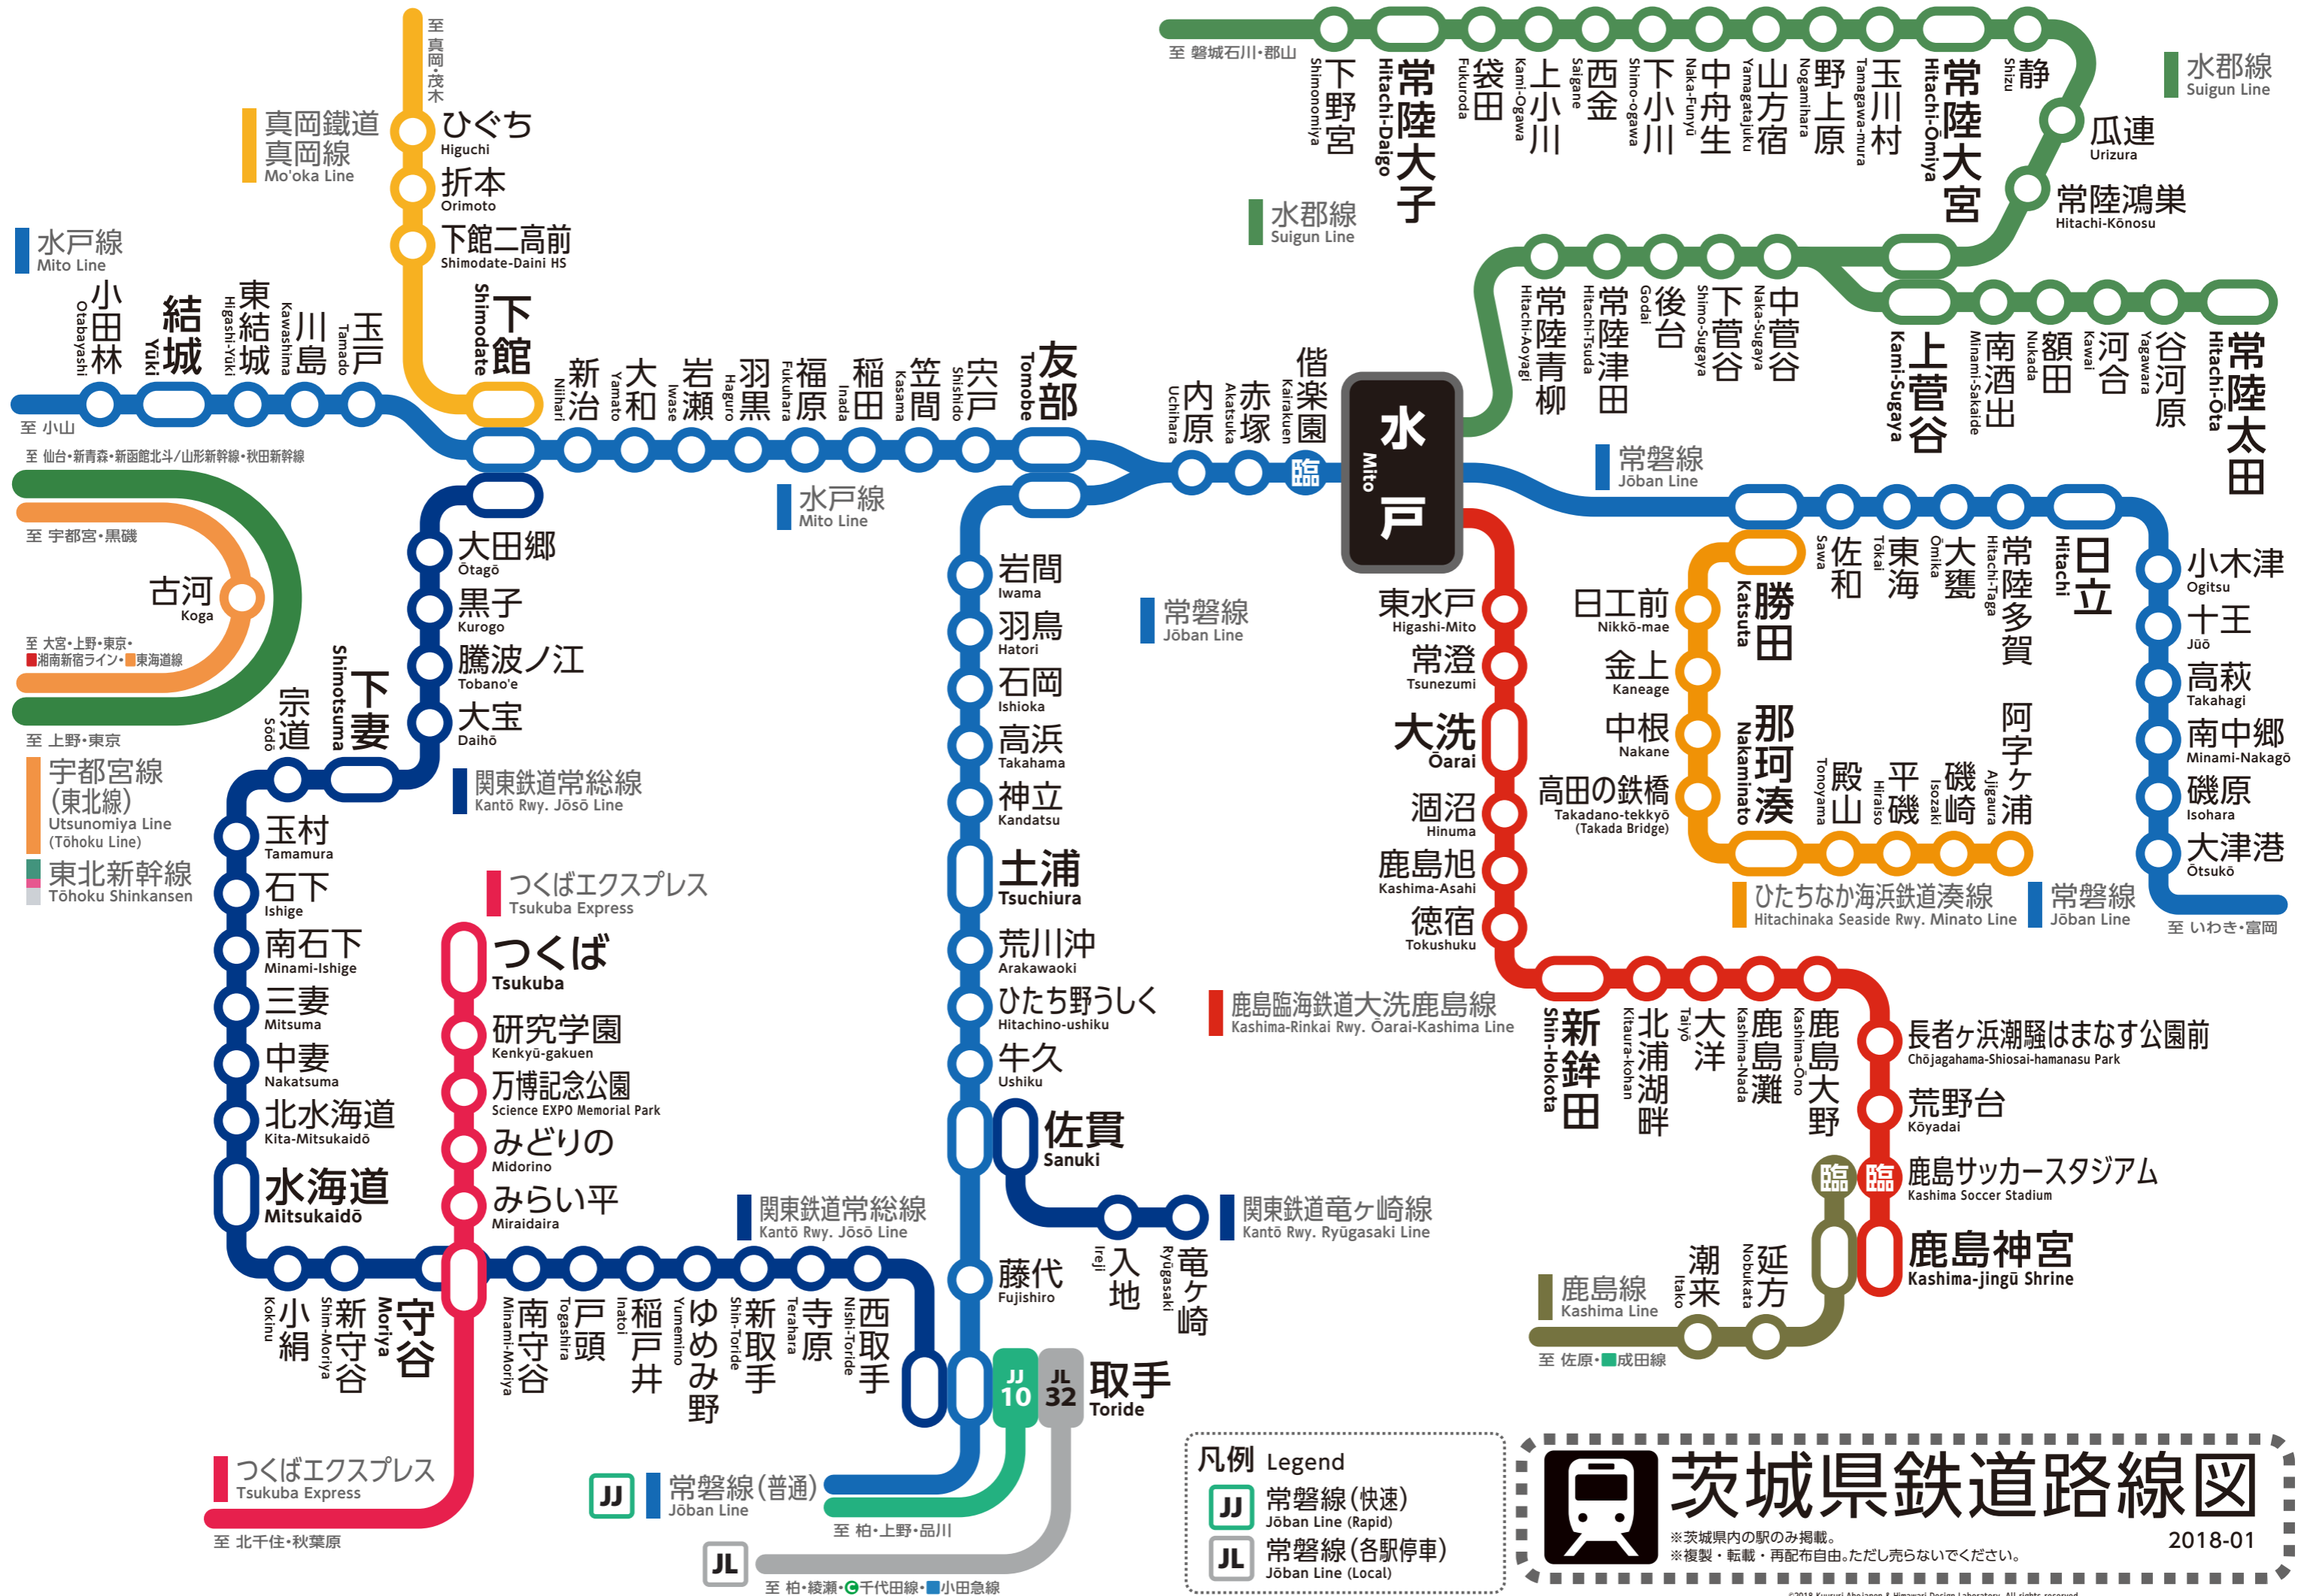 至 真岡・茂木
真岡鐵道
真岡線
Mo'oka Line
ひぐち
Higuchi
折本
Orimoto
下館二高前
Shimodate-Daini HS
下館
Shimodate
水戸線
Mito Line
小田林
Otabayashi
結城
Yūki
東結城
Higashi-Yūki
川島
Kawashima
玉戸
Tamado
至 小山
新治
Niihari
大和
Yamato
岩瀬
Iwase
羽黒
Haguro
福原
Fukuhara
稲田
Inada
笠間
Kasama
宍戸
Shishido
友部
Tomobe
水戸線
Mito Line
内原
Uchihara
赤塚
Akatsuka
偕楽園
Kairakuen
臨
水戸
Mito
至 磐城石川・郡山
下野宮
Shimonomiya
常陸大子
Hitachi-Daigo
袋田
Fukuroda
上小川
Kami-Ogawa
西金
Saigane
下小川
Shimo-ogawa
中舟生
Naka-Funyū
山方宿
Yamagatajuku
野上原
Nogamihara
玉川村
Tamagawa-mura
常陸大宮
Hitachi-Ōmiya
静
Shizu
水郡線
Suigun Line
瓜連
Urizura
常陸鴻巣
Hitachi-Kōnosu
水郡線
Suigun Line
常陸青柳
Hitachi-Aoyagi
常陸津田
Hitachi-Tsuda
後台
Godai
下菅谷
Shimo-Sugaya
中菅谷
Naka-Sugaya
上菅谷
Kami-Sugaya
南酒出
Minami-Sakaide
額田
Nukada
河合
Kawai
谷河原
Yagawara
常陸太田
Hitachi-Ōta
常磐線
Jōban Line
勝田
Katsuta
佐和
Sawa
東海
Tōkai
大甕
Ōmika
常陸多賀
Hitachi-Taga
日立
Hitachi
小木津
Ogitsu
十王
Jūō
高萩
Takahagi
南中郷
Minami-Nakagō
磯原
Isohara
大津港
Ōtsukō
常磐線
Jōban Line
至 いわき・富岡
日工前
Nikkō-mae
金上
Kaneage
中根
Nakane
高田の鉄橋
Takadano-tekkyō
(Takada Bridge)
那珂湊
Nakaminato
殿山
Tonoyama
平磯
Hiraiso
磯崎
Isozaki
阿字ヶ浦
Ajigaura
ひたちなか海浜鉄道湊線
Hitachinaka Seaside Rwy. Minato Line
至 仙台・新青森・新函館北斗/山形新幹線・秋田新幹線
至 宇都宮・黒磯
古河
Koga
至 大宮・上野・東京・
湘南新宿ライン・東海道線
至 上野・東京
宇都宮線
(東北線)
Utsunomiya Line
(Tōhoku Line)
東北新幹線
Tōhoku Shinkansen
大田郷
Ōtagō
黒子
Kurogo
騰波ノ江
Tobano'e
大宝
Daihō
下妻
Shimotsuma
宗道
Sōdō
関東鉄道常総線
Kantō Rwy. Jōsō Line
玉村
Tamamura
石下
Ishige
南石下
Minami-Ishige
三妻
Mitsuma
中妻
Nakatsuma
北水海道
Kita-Mitsukaidō
水海道
Mitsukaidō
小絹
Kokinu
新守谷
Shim-Moriya
守谷
Moriya
南守谷
Minami-Moriya
戸頭
Togashira
稲戸井
Inatoi
ゆめみ野
Yumemino
新取手
Shin-Toride
寺原
Terahara
西取手
Nishi-Toride
関東鉄道常総線
Kantō Rwy. Jōsō Line
つくばエクスプレス
Tsukuba Express
つくば
Tsukuba
研究学園
Kenkyū-gakuen
万博記念公園
Science EXPO Memorial Park
みどりの
Midorino
みらい平
Miraidaira
つくばエクスプレス
Tsukuba Express
至 北千住・秋葉原
常磐線
Jōban Line
岩間
Iwama
羽鳥
Hatori
石岡
Ishioka
高浜
Takahama
神立
Kandatsu
土浦
Tsuchiura
荒川沖
Arakawaoki
ひたち野うしく
Hitachino-ushiku
牛久
Ushiku
佐貫
Sanuki
入地
Ireji
竜ヶ崎
Ryūgasaki
関東鉄道竜ヶ崎線
Kantō Rwy. Ryūgasaki Line
藤代
Fujishiro
JJ
10
JL
32
取手
Toride
JJ
常磐線(普通)
Jōban Line
至 柏・上野・品川
JL
至 柏・綾瀬・C千代田線・小田急線
東水戸
Higashi-Mito
常澄
Tsunezumi
大洗
Ōarai
涸沼
Hinuma
鹿島旭
Kashima-Asahi
徳宿
Tokushuku
鹿島臨海鉄道大洗鹿島線
Kashima-Rinkai Rwy. Ōarai-Kashima Line
新鉾田
Shin-Hokota
北浦湖畔
Kitaura-kohan
大洋
Taiyō
鹿島灘
Kashima-Nada
鹿島大野
Kashima-Ōno
長者ヶ浜潮騒はまなす公園前
Chōjagahama-Shiosai-hamanasu Park
荒野台
Kōyadai
臨
臨
鹿島サッカースタジアム
Kashima Soccer Stadium
鹿島神宮
Kashima-jingū Shrine
鹿島線
Kashima Line
潮来
Itako
延方
Nobukata
至 佐原・成田線
凡例 Legend
JJ
常磐線(快速)
Jōban Line (Rapid)
JL
常磐線(各駅停車)
Jōban Line (Local)
茨城県鉄道路線図
※茨城県内の駅のみ掲載。
2018-01
※複製・転載・再配布自由。ただし売らないでください。
©2018 Kuururi Ahojanen & Himawari Design Laboratory. All rights reserved.